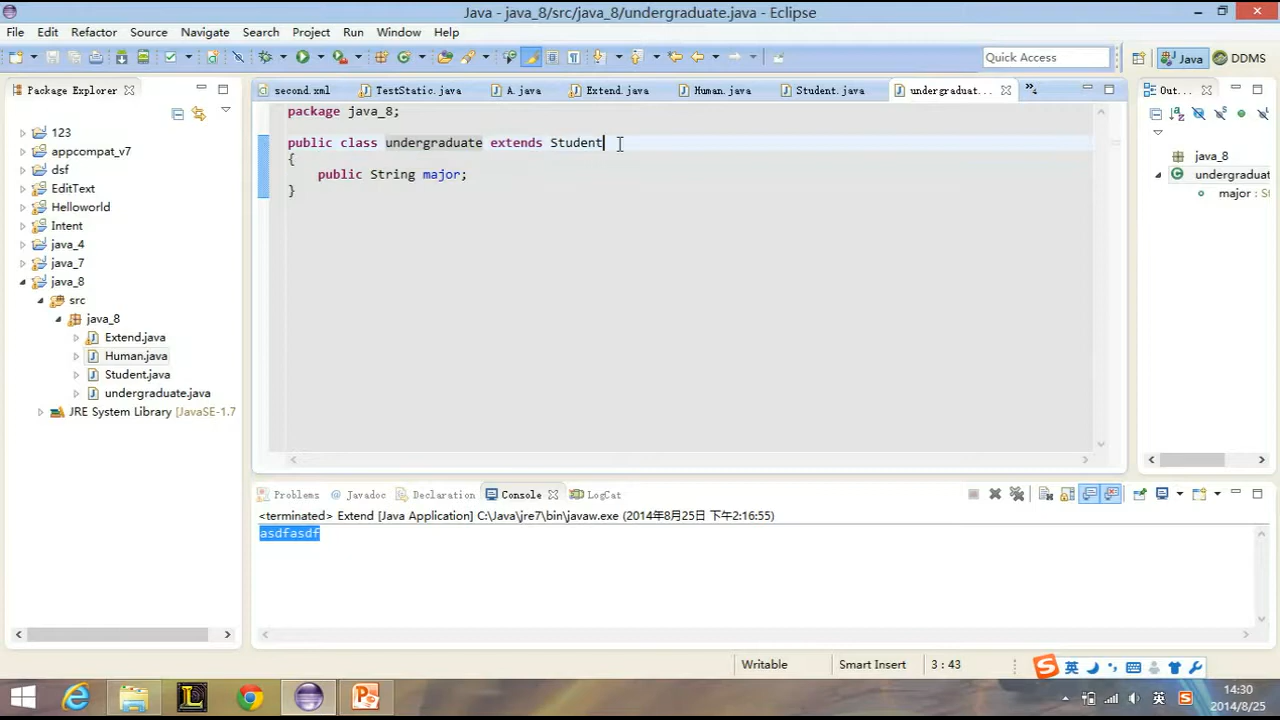 Java - java_8/src/java_8/undergraduate.java - Eclipse
File Edit Refactor Source Navigate Search Project Run Window Help
Quick Access
Java
DDMS
Package Explorer
123
appcompat_v7
dsf
EditText
Helloworld
Intent
java_4
java_7
java_8
src
java_8
Extend.java
Human.java
Student.java
undergraduate.java
JRE System Library [JavaSE-1.7
second.xml TestStatic.java A.java Extend.java Human.java Student.java undergraduat...
package java_8;
public class undergraduate extends Student
{
public String major;
}
Out...
java_8
undergraduat
major : St
Problems @ Javadoc Declaration Console LogCat
<terminated> Extend [Java Application] C:\Java\jre7\bin\javaw.exe (2014年8月25日 下午2:16:55)
asdfasdf
Writable Smart Insert 3 : 43
英
英
14:30
2014/8/25